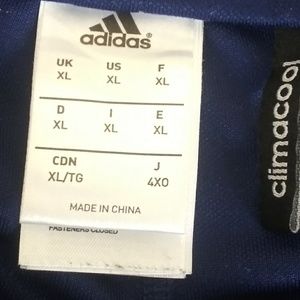 adidas
UK US F
XL XL XL
D I E
XL XL XL
CDN J
XL/TG 4XO
MADE IN CHINA
FASTENERS CLOSED
climacool